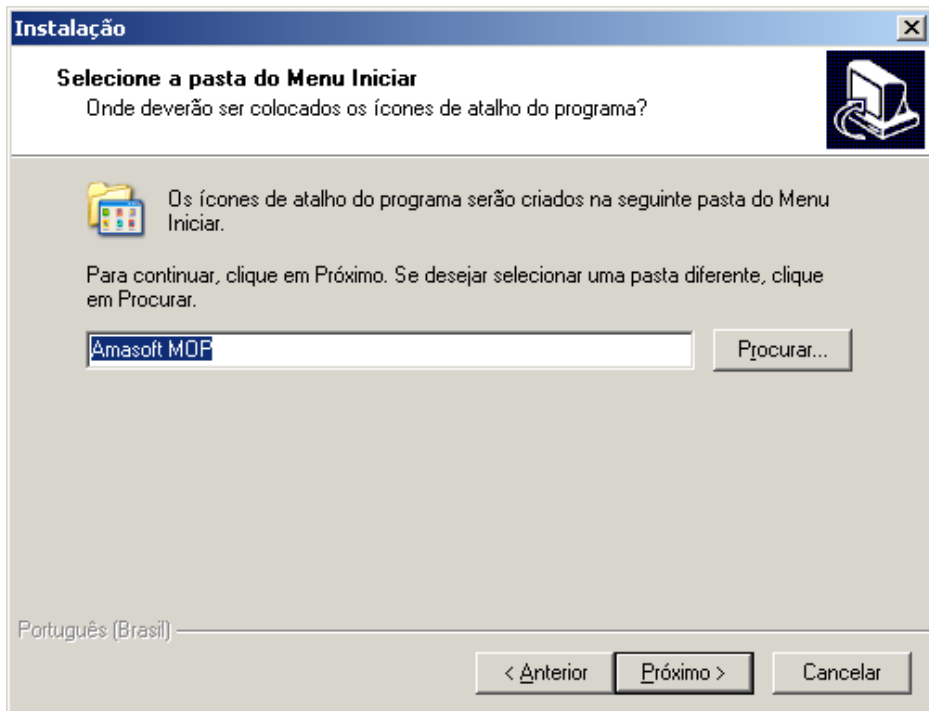 Instalação
Selecione a pasta do Menu Iniciar
Onde deverão ser colocados os ícones de atalho do programa?
Os ícones de atalho do programa serão criados na seguinte pasta do Menu
Iniciar.
Para continuar, clique em Próximo. Se desejar selecionar uma pasta diferente, clique
em Procurar.
Amasoft MOP
Procurar...
Português (Brasil)
< Anterior
Próximo >
Cancelar